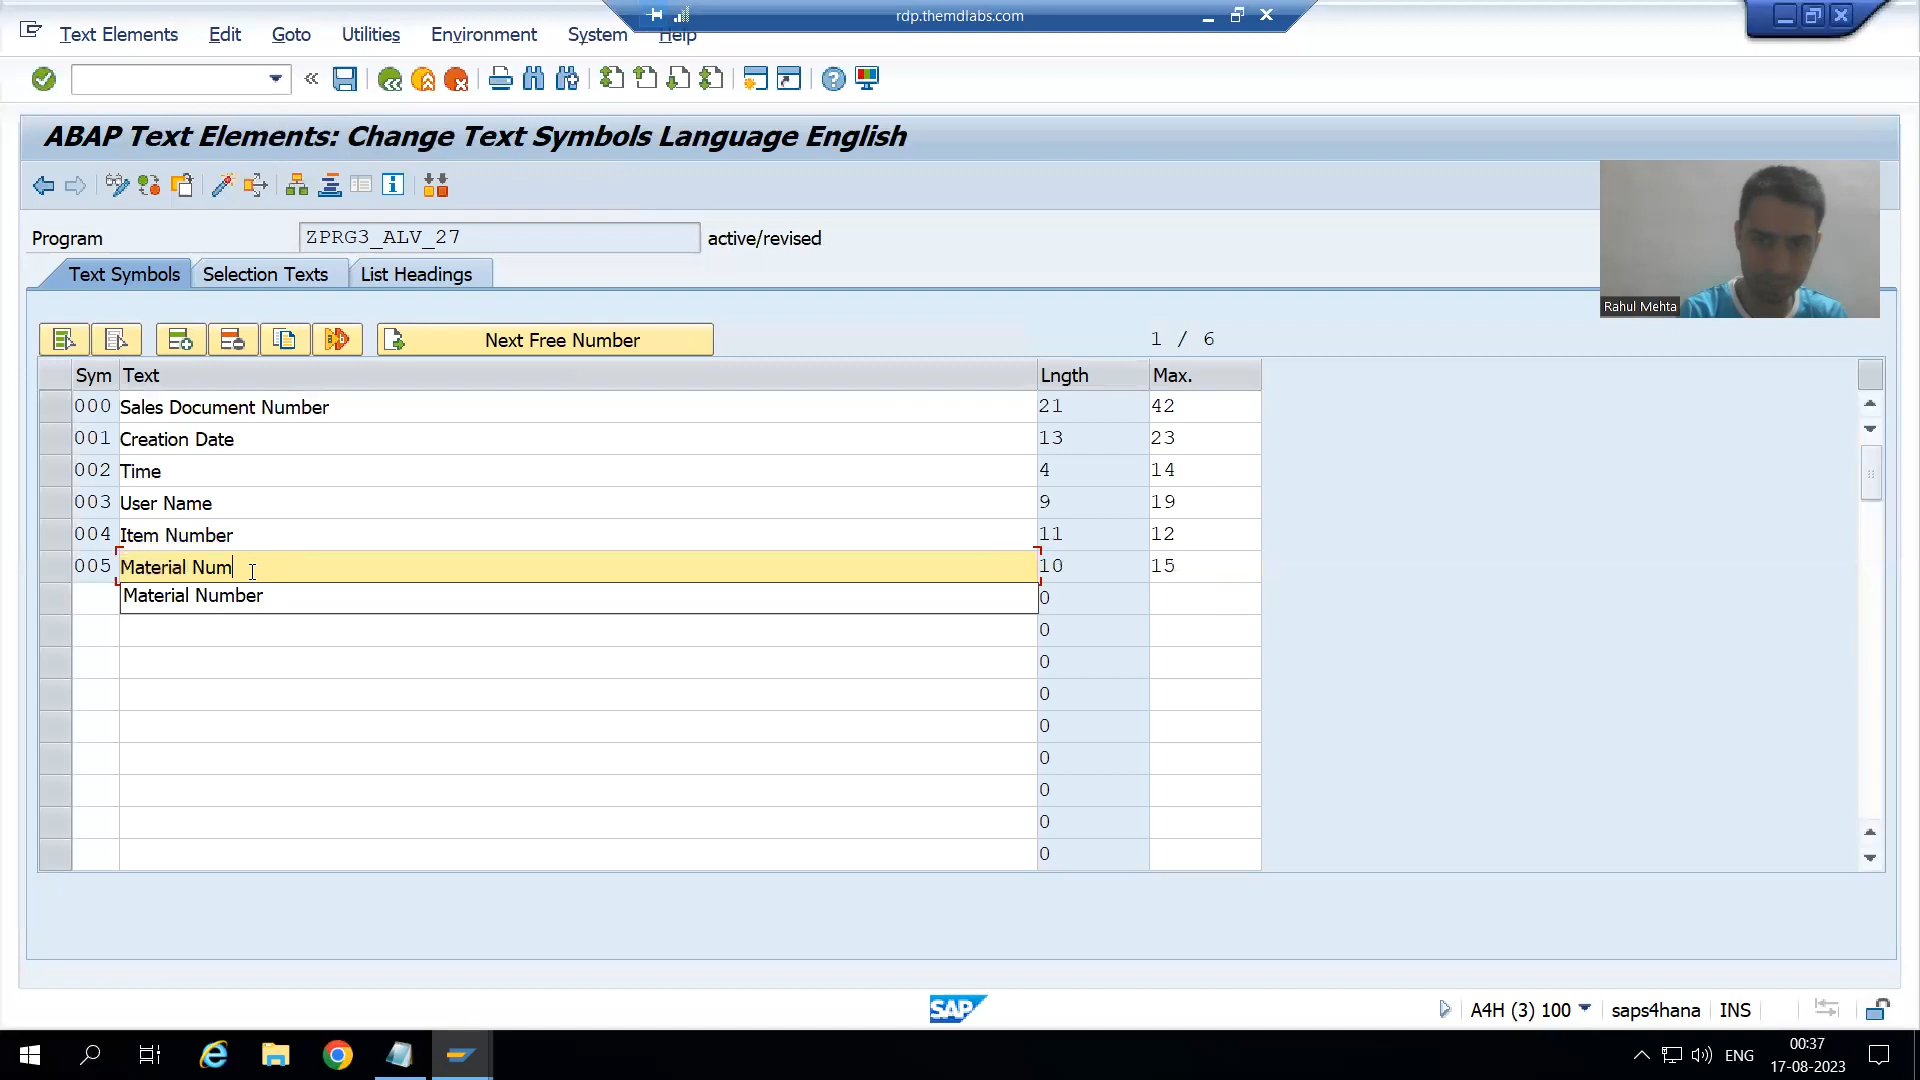 rdp.themdlabs.com
Text Elements Edit Goto Utilities Environment System Help
ABAP Text Elements: Change Text Symbols Language English
Program ZPRG3_ALV_27 active/revised
Rahul Mehta
Text Symbols Selection Texts List Headings
Next Free Number 1 / 6
Sym Text Lngth Max.
000 Sales Document Number 21 42
001 Creation Date 13 23
002 Time 4 14
003 User Name 9 19
004 Item Number 11 12
005 Material Num 10 15
Material Number 0
0
0
0
0
0
0
0
0
SAP A4H (3) 100 saps4hana INS
ENG 00:37
17-08-2023